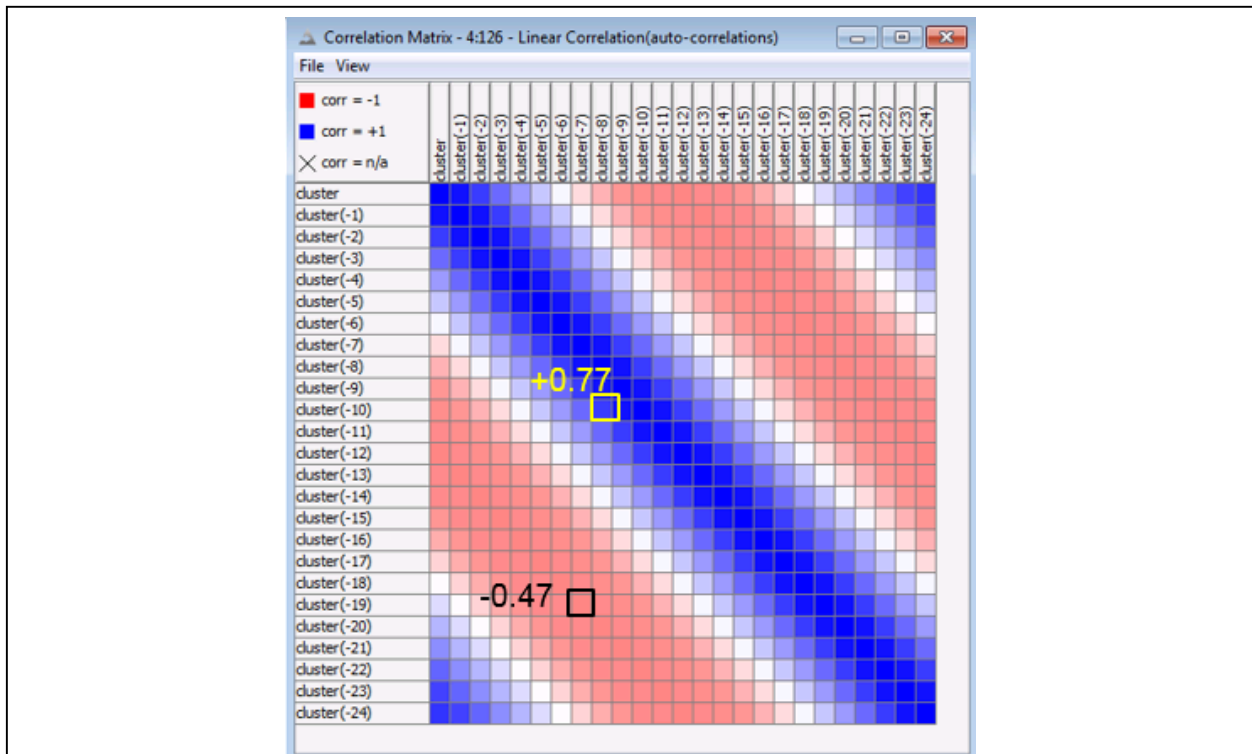 Correlation Matrix - 4:126 - Linear Correlation(auto-correlations)
File View
corr = -1
corr = +1
corr = n/a
cluster
cluster(-1)
cluster(-2)
cluster(-3)
cluster(-4)
cluster(-5)
cluster(-6)
cluster(-7)
cluster(-8)
cluster(-9)
cluster(-10)
cluster(-11)
cluster(-12)
cluster(-13)
cluster(-14)
cluster(-15)
cluster(-16)
cluster(-17)
cluster(-18)
cluster(-19)
cluster(-20)
cluster(-21)
cluster(-22)
cluster(-23)
cluster(-24)
cluster
cluster(-1)
cluster(-2)
cluster(-3)
cluster(-4)
cluster(-5)
cluster(-6)
cluster(-7)
cluster(-8)
+0.77
cluster(-9)
cluster(-10)
cluster(-11)
cluster(-12)
cluster(-13)
cluster(-14)
cluster(-15)
cluster(-16)
cluster(-17)
cluster(-18)
-0.47
cluster(-19)
cluster(-20)
cluster(-21)
cluster(-22)
cluster(-23)
cluster(-24)